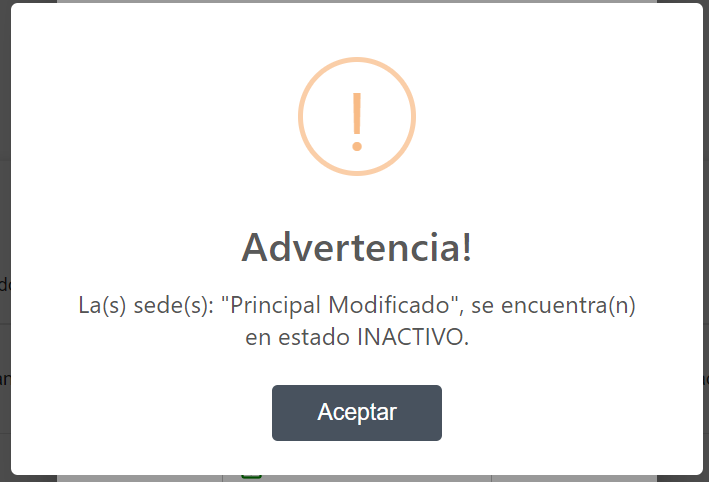 Advertencia!
La(s) sede(s): "Principal Modificado", se encuentra(n)
en estado INACTIVO.
Aceptar